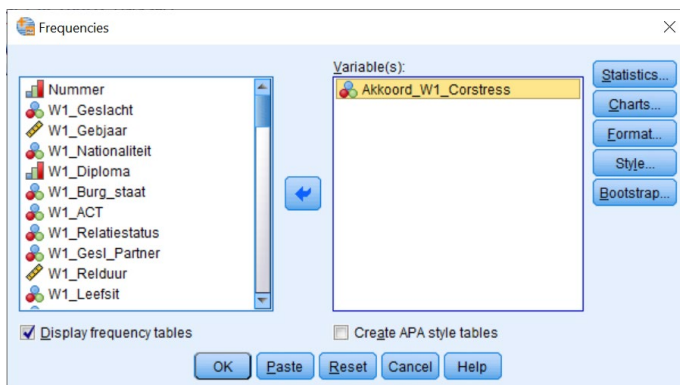 Frequencies
Variable(s):
Nummer
W1_Geslacht
W1_Gebjaar
W1_Nationaliteit
W1_Diploma
W1_Burg_staat
W1_ACT
W1_Relatiestatus
W1_Gesl_Partner
W1_Relduur
W1_Leefsit
Akkoord_W1_Corstress
Statistics...
Charts...
Format...
Style...
Bootstrap...
Display frequency tables
Create APA style tables
OK Paste Reset Cancel Help